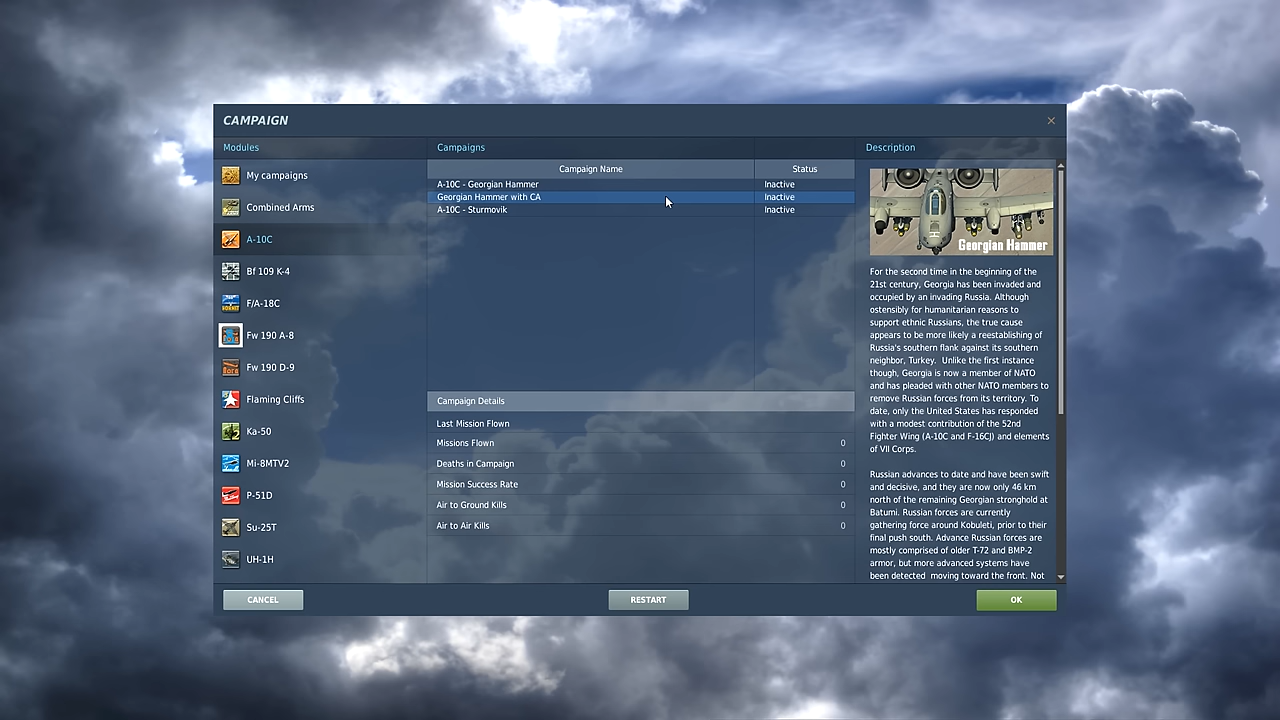 CAMPAIGN
Modules
Campaigns
Description
My campaigns
Combined Arms
A-10C
Bf 109 K-4
F/A-18C
Fw 190 A-8
Fw 190 D-9
Flaming Cliffs
Ka-50
Mi-8MTV2
P-51D
Su-25T
UH-1H
Campaign Name Status
A-10C - Georgian Hammer Inactive
Georgian Hammer with CA Inactive
A-10C - Sturmovik Inactive
Campaign Details
Last Mission Flown
Missions Flown 0
Deaths in Campaign 0
Mission Success Rate 0
Air to Ground Kills 0
Air to Air Kills 0
Georgian Hammer
For the second time in the beginning of the
21st century, Georgia has been invaded and
occupied by an invading Russia. Although
ostensibly for humanitarian reasons to
support ethnic Russians, the true cause
appears to be more likely a reestablishing of
Russia's southern flank against its southern
neighbor, Turkey. Unlike the first instance
though, Georgia is now a member of NATO
and has pleaded with other NATO members to
remove Russian forces from its territory. To
date, only the United States has responded
with a modest contribution of the 52nd
Fighter Wing (A-10C and F-16CJ) and elements
of VII Corps.
Russian advances to date and have been swift
and decisive, and they are now only 46 km
north of the remaining Georgian stronghold at
Batumi. Russian forces are currently
gathering force around Kobuleti, prior to their
final push south. Advance Russian forces are
mostly comprised of older T-72 and BMP-2
armor, but more advanced systems have
been detected moving toward the front. Not
CANCEL
RESTART
OK